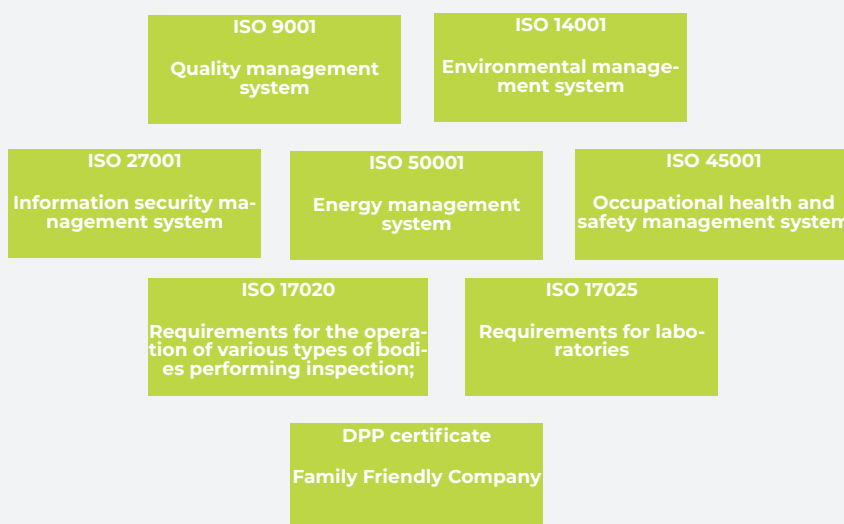 ISO 9001
Quality management
system
ISO 14001
Environmental manage-
ment system
ISO 27001
Information security ma-
nagement system
ISO 50001
Energy management
system
ISO 45001
Occupational health and
safety management system
ISO 17020
Requirements for the opera-
tion of various types of bodi-
es performing inspection;
ISO 17025
Requirements for labo-
ratories
DPP certificate
Family Friendly Company